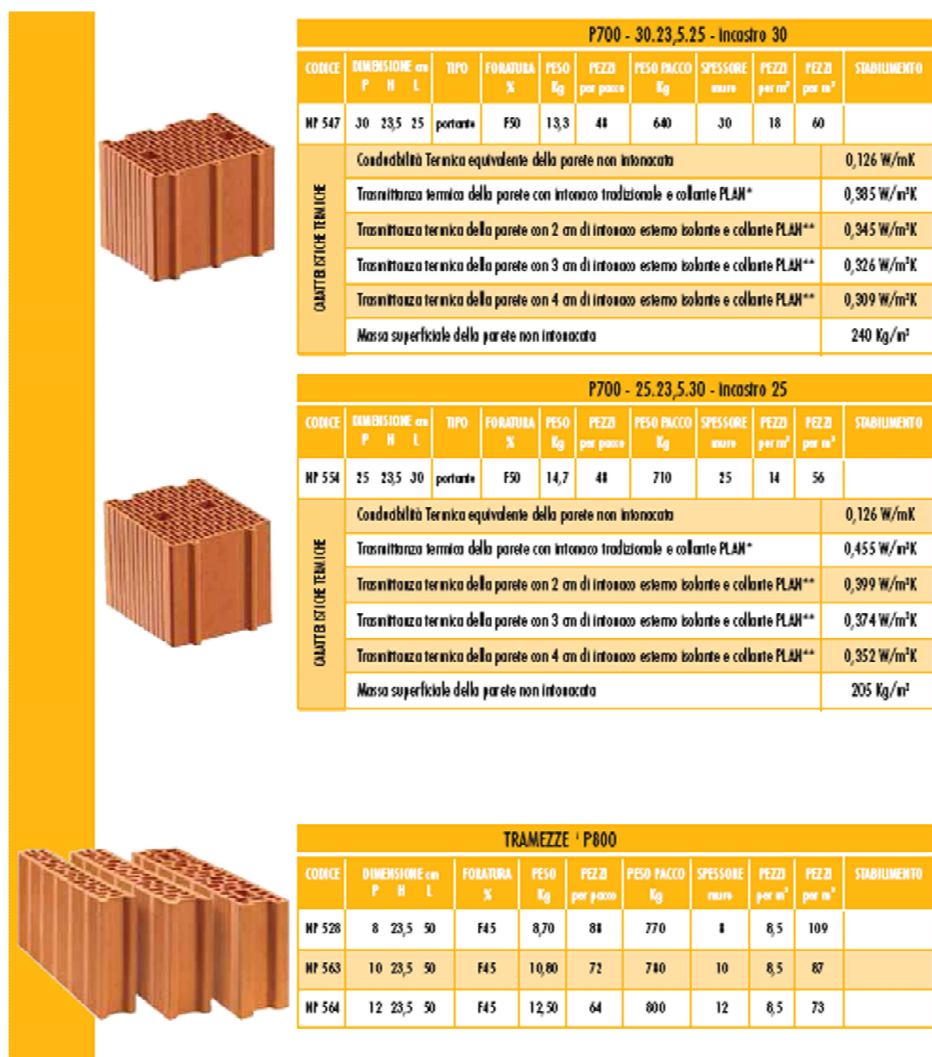 P700 - 30.23,5.25 - incastro 30
CODICE DIMENSIONE cm TIPO FORATURA PESO PEZZI PESO PACCO SPESSORE PEZZI PEZZI STABILIMENTO
P H L % Kg per pacco Kg muro per m² per m³
NP 547 30 23,5 25 portante F50 13,3 48 640 30 18 60
CARATTERISTICHE TERMICHE
Conducibilità Termica equivalente della parete non intonacata 0,126 W/mK
Trasmittanza termica della parete con intonaco tradizionale e collante PLAN* 0,385 W/m²K
Trasmittanza termica della parete con 2 cm di intonaco esterno isolante e collante PLAN** 0,345 W/m²K
Trasmittanza termica della parete con 3 cm di intonaco esterno isolante e collante PLAN** 0,326 W/m²K
Trasmittanza termica della parete con 4 cm di intonaco esterno isolante e collante PLAN** 0,309 W/m²K
Massa superficiale della parete non intonacata 240 Kg/m²
P700 - 25.23,5.30 - incastro 25
CODICE DIMENSIONE cm TIPO FORATURA PESO PEZZI PESO PACCO SPESSORE PEZZI PEZZI STABILIMENTO
P H L % Kg per pacco Kg muro per m² per m³
NP 554 25 23,5 30 portante F50 14,7 48 710 25 14 56
CARATTERISTICHE TERMICHE
Conducibilità Termica equivalente della parete non intonacata 0,126 W/mK
Trasmittanza termica della parete con intonaco tradizionale e collante PLAN* 0,455 W/m²K
Trasmittanza termica della parete con 2 cm di intonaco esterno isolante e collante PLAN** 0,399 W/m²K
Trasmittanza termica della parete con 3 cm di intonaco esterno isolante e collante PLAN** 0,374 W/m²K
Trasmittanza termica della parete con 4 cm di intonaco esterno isolante e collante PLAN** 0,352 W/m²K
Massa superficiale della parete non intonacata 205 Kg/m²
TRAMEZZE ¹ P800
CODICE DIMENSIONE cm FORATURA PESO PEZZI PESO PACCO SPESSORE PEZZI PEZZI STABILIMENTO
P H L % Kg per pacco Kg muro per m² per m³
NP 528 8 23,5 50 F45 8,70 88 770 8 8,5 109
NP 563 10 23,5 50 F45 10,80 72 780 10 8,5 87
NP 564 12 23,5 50 F45 12,50 64 800 12 8,5 73